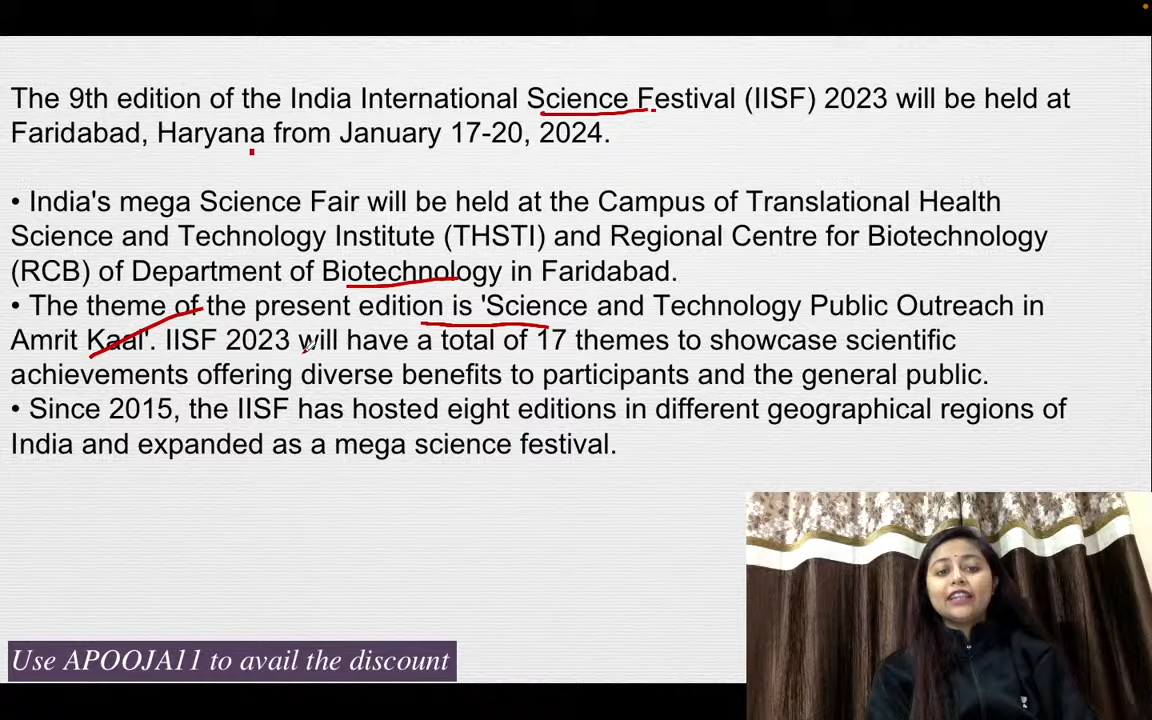 The 9th edition of the India International Science Festival (IISF) 2023 will be held at
Faridabad, Haryana from January 17-20, 2024.
• India's mega Science Fair will be held at the Campus of Translational Health
Science and Technology Institute (THSTI) and Regional Centre for Biotechnology
(RCB) of Department of Biotechnology in Faridabad.
• The theme of the present edition is 'Science and Technology Public Outreach in
Amrit Kaal'. IISF 2023 will have a total of 17 themes to showcase scientific
achievements offering diverse benefits to participants and the general public.
• Since 2015, the IISF has hosted eight editions in different geographical regions of
India and expanded as a mega science festival.
Use APOOJA11 to avail the discount